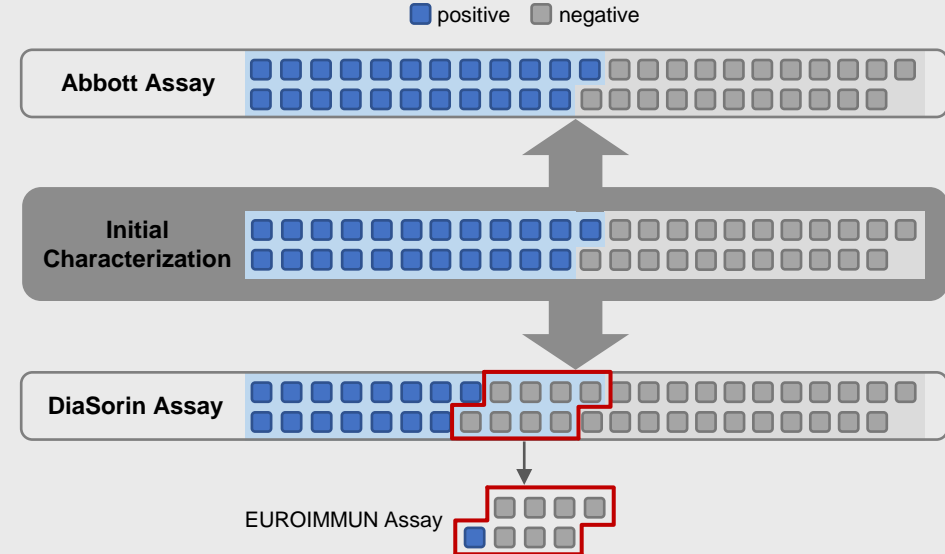 positive negative
Abbott Assay
Initial
Characterization
DiaSorin Assay
EUROIMMUN Assay